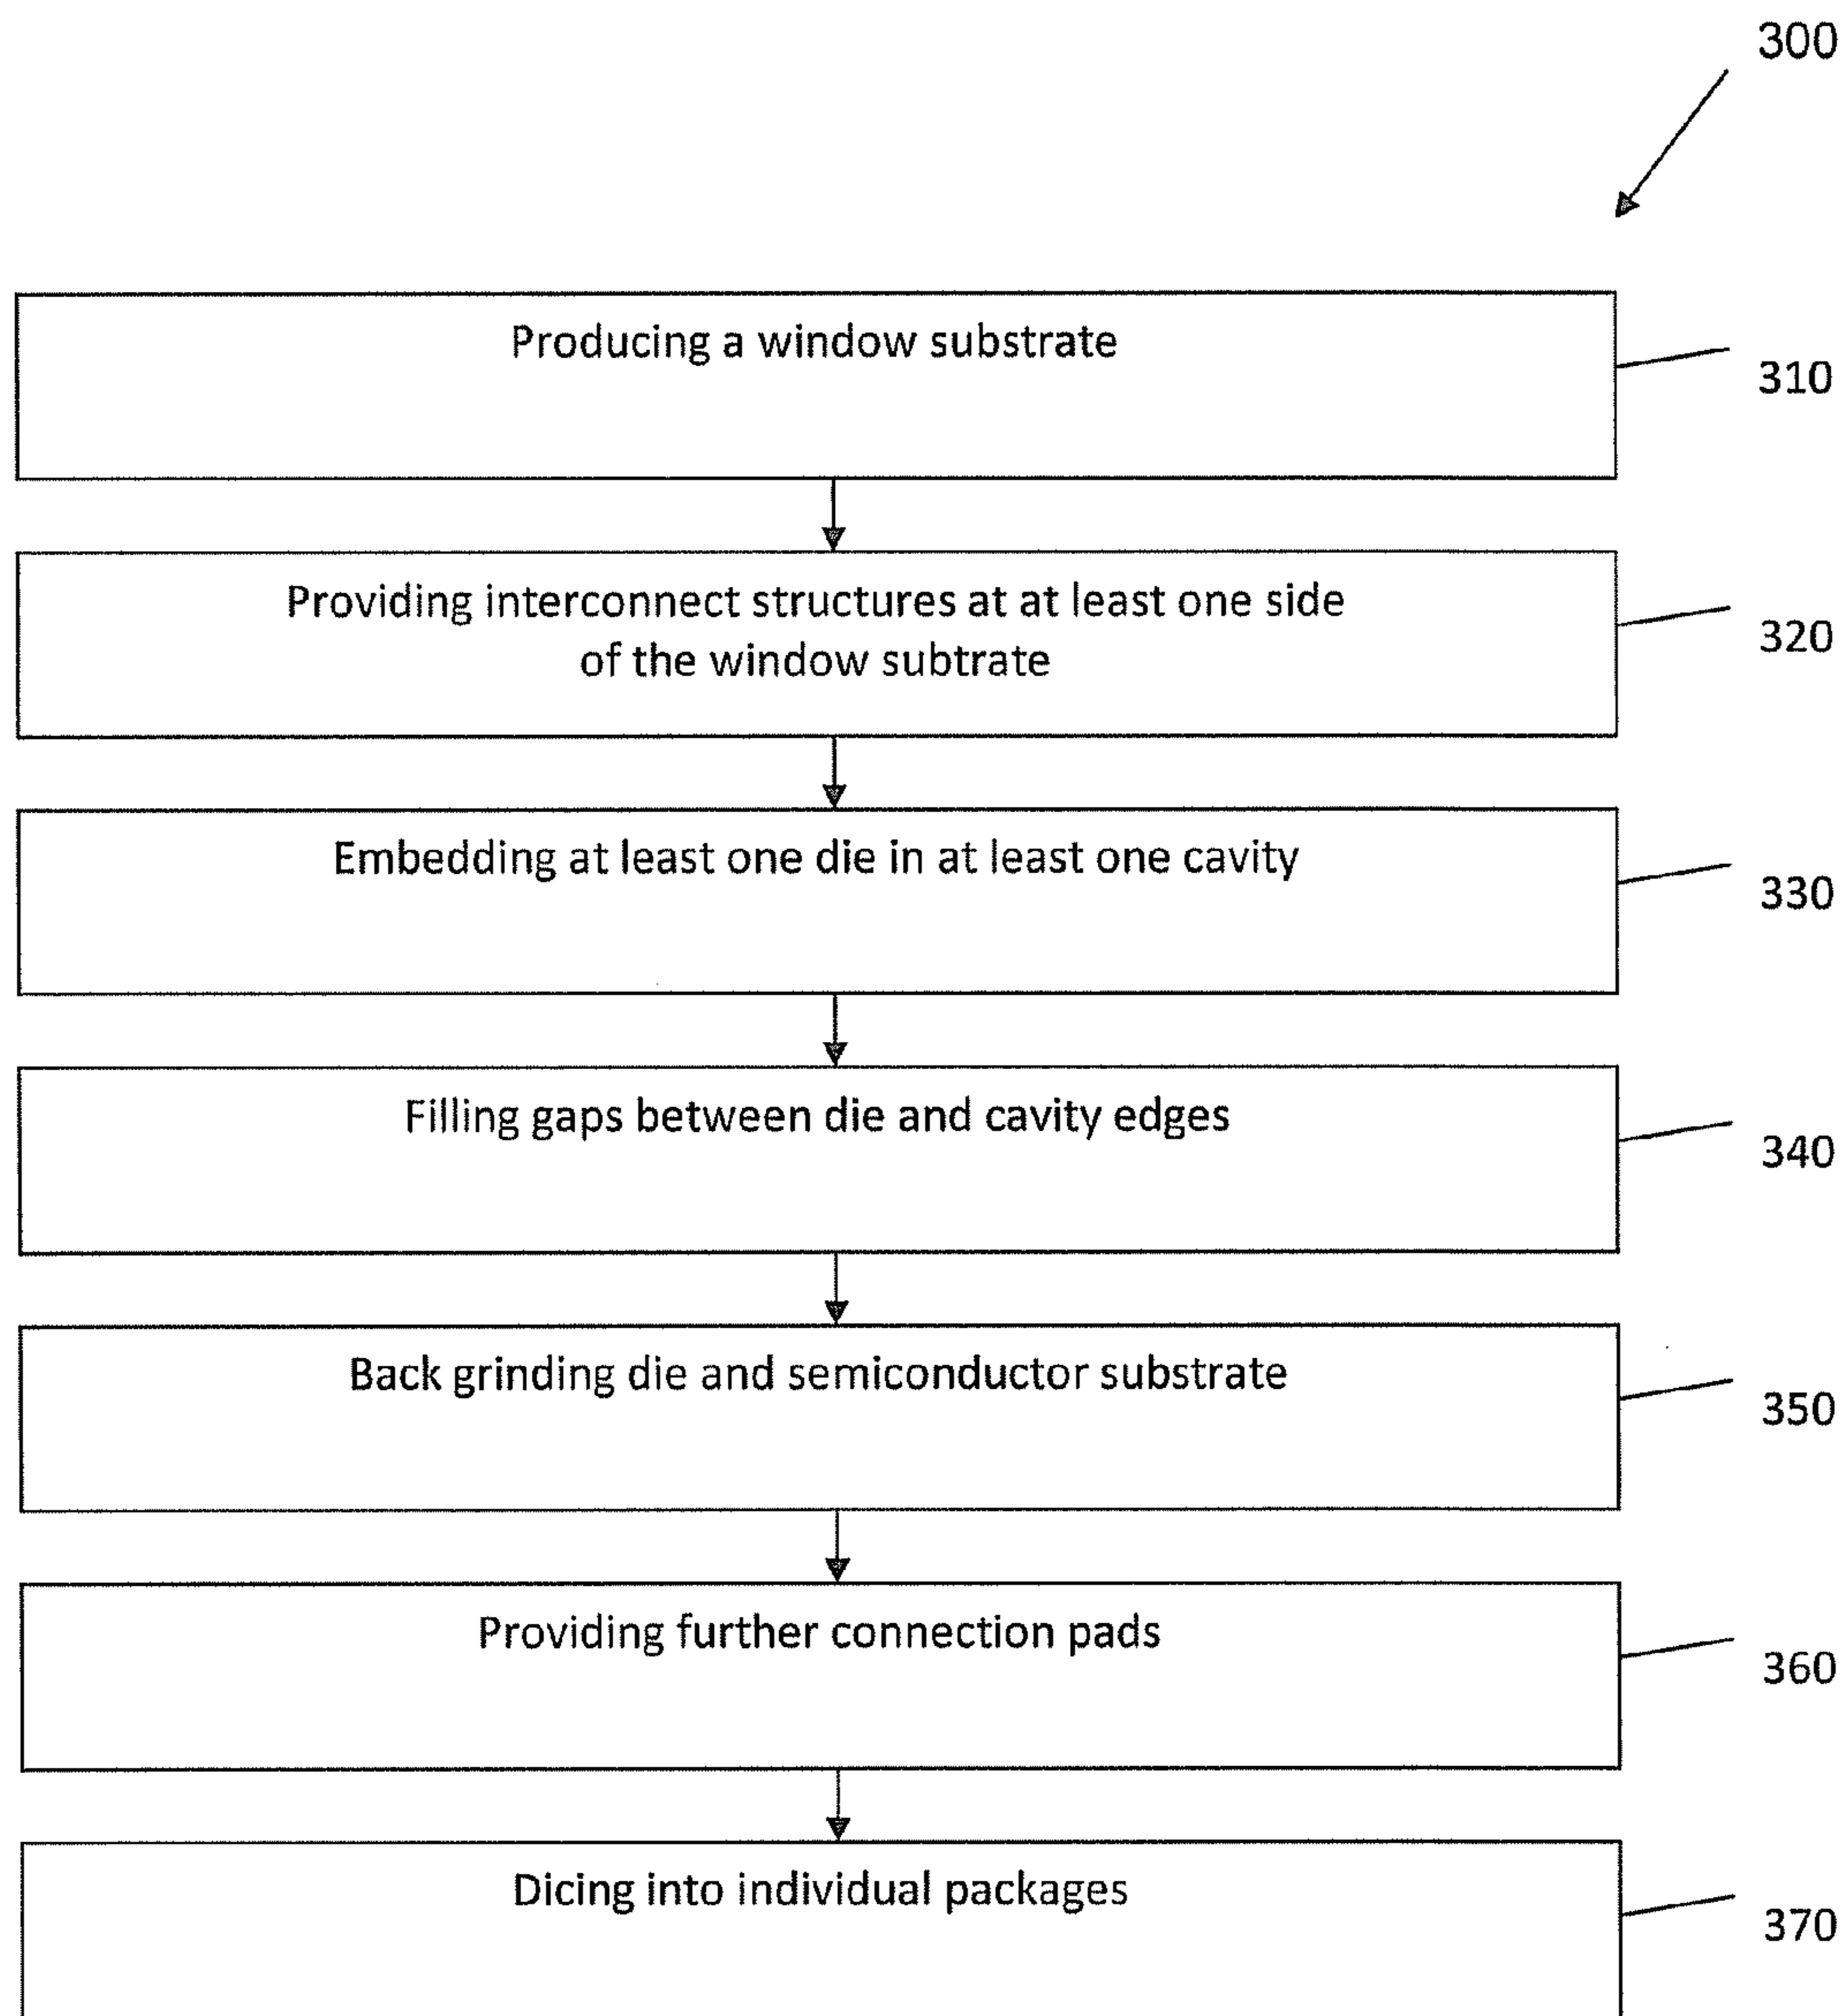 300
Producing a window substrate
310
Providing interconnect structures at at least one side
of the window subtrate
320
Embedding at least one die in at least one cavity
330
Filling gaps between die and cavity edges
340
Back grinding die and semiconductor substrate
350
Providing further connection pads
360
Dicing into individual packages
370